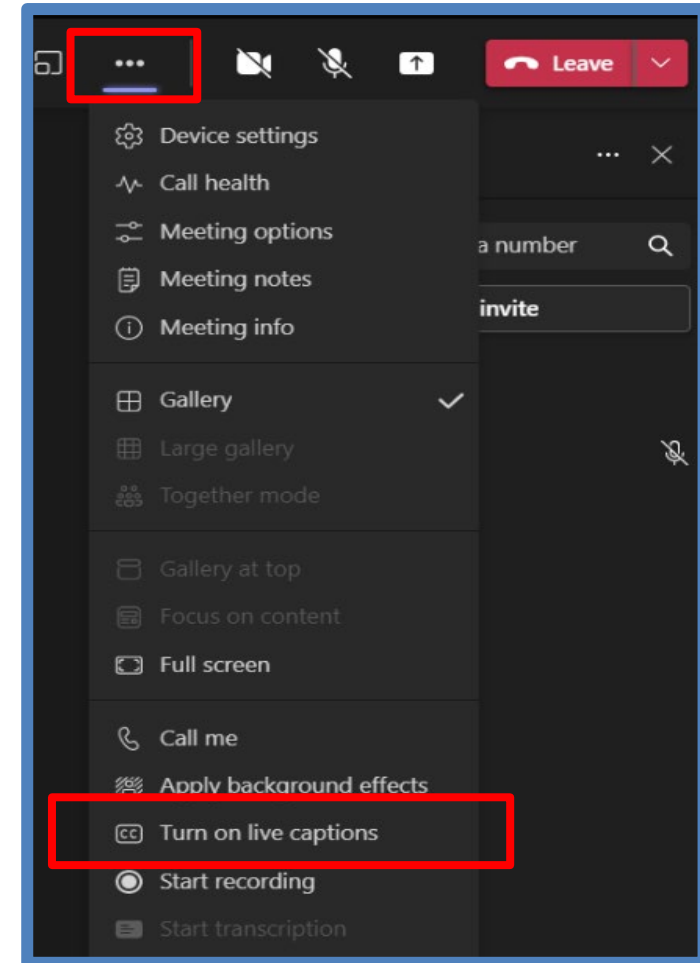 Leave
Device settings
Call health
Meeting options
a number
Meeting notes
invite
Meeting info
Gallery
Large gallery
Together mode
Gallery at top
Focus on content
Full screen
Call me
Apply background effects
CC Turn on live captions
Start recording
Start transcription